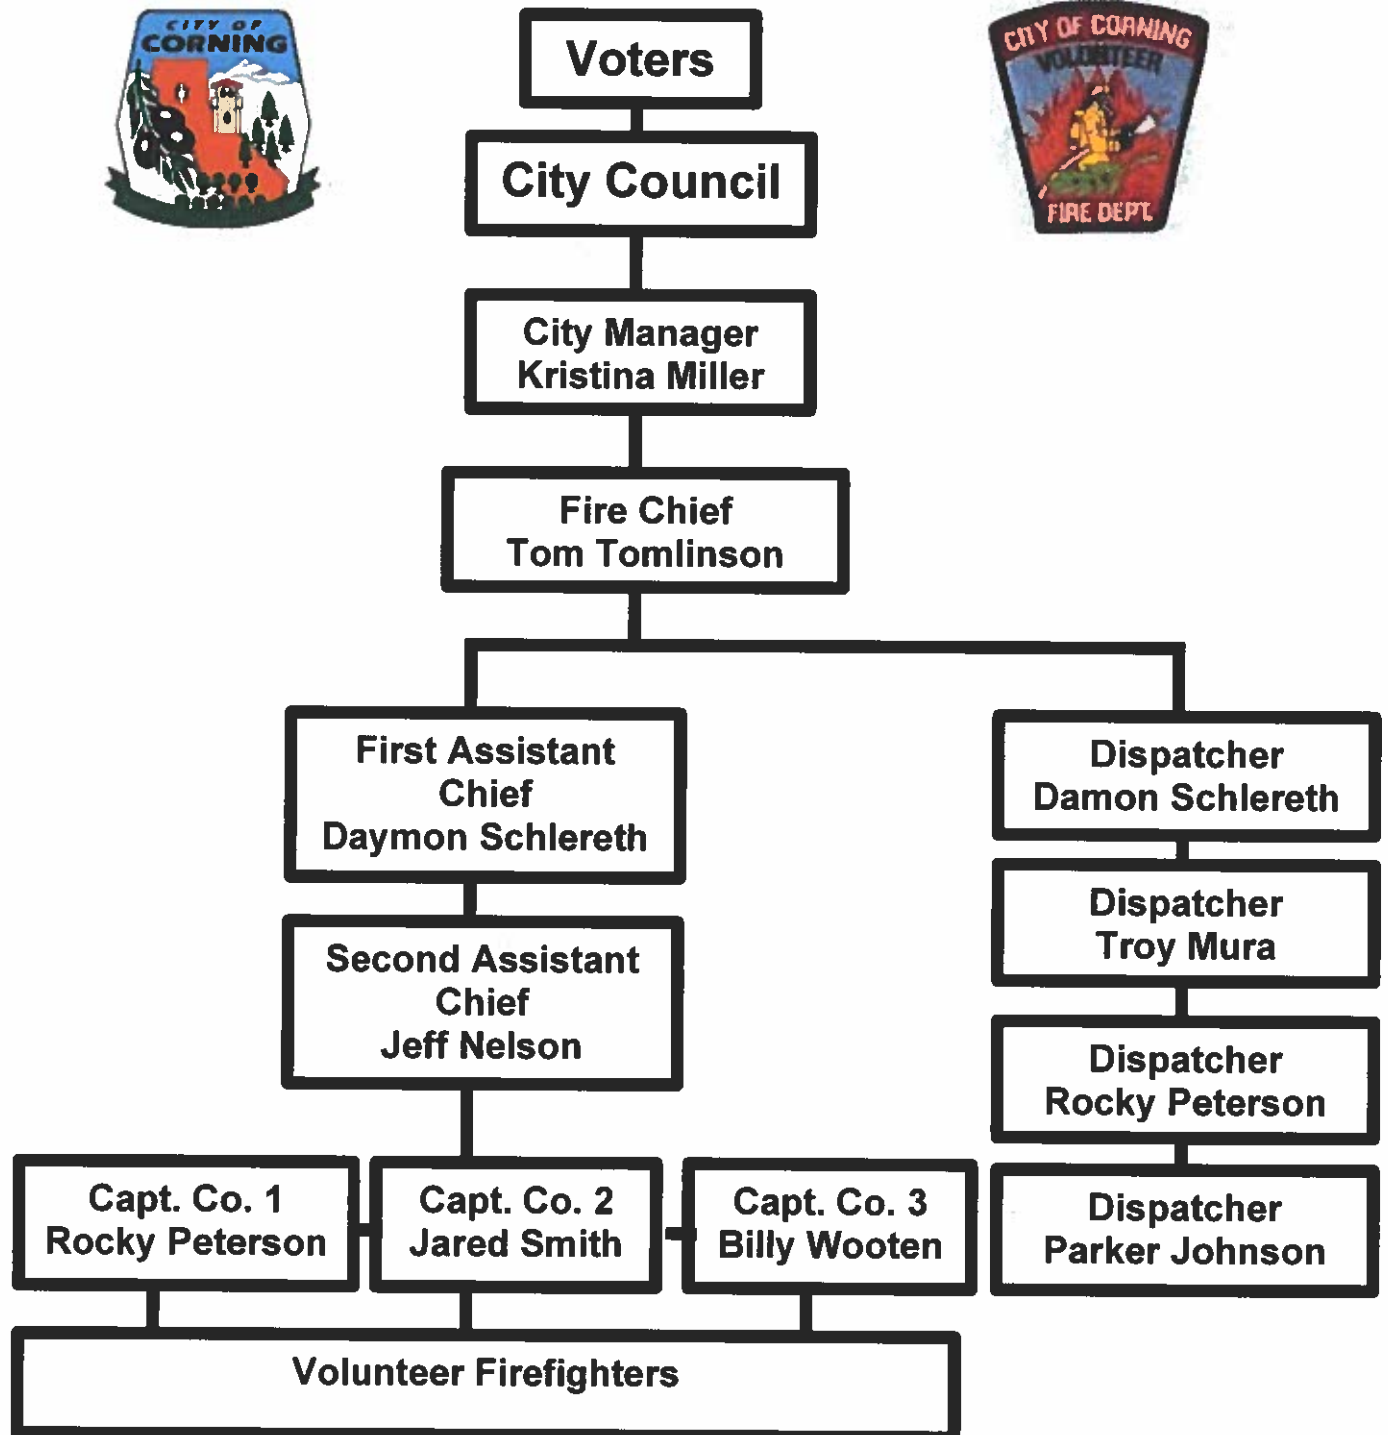 CITY OF
CORNING
CITY OF CORNING
VOLUNTEER
FIRE DEPT.
Voters
City Council
City Manager
Kristina Miller
Fire Chief
Tom Tomlinson
First Assistant
Chief
Daymon Schlereth
Second Assistant
Chief
Jeff Nelson
Capt. Co. 1
Rocky Peterson
Capt. Co. 2
Jared Smith
Capt. Co. 3
Billy Wooten
Volunteer Firefighters
Dispatcher
Damon Schlereth
Dispatcher
Troy Mura
Dispatcher
Rocky Peterson
Dispatcher
Parker Johnson